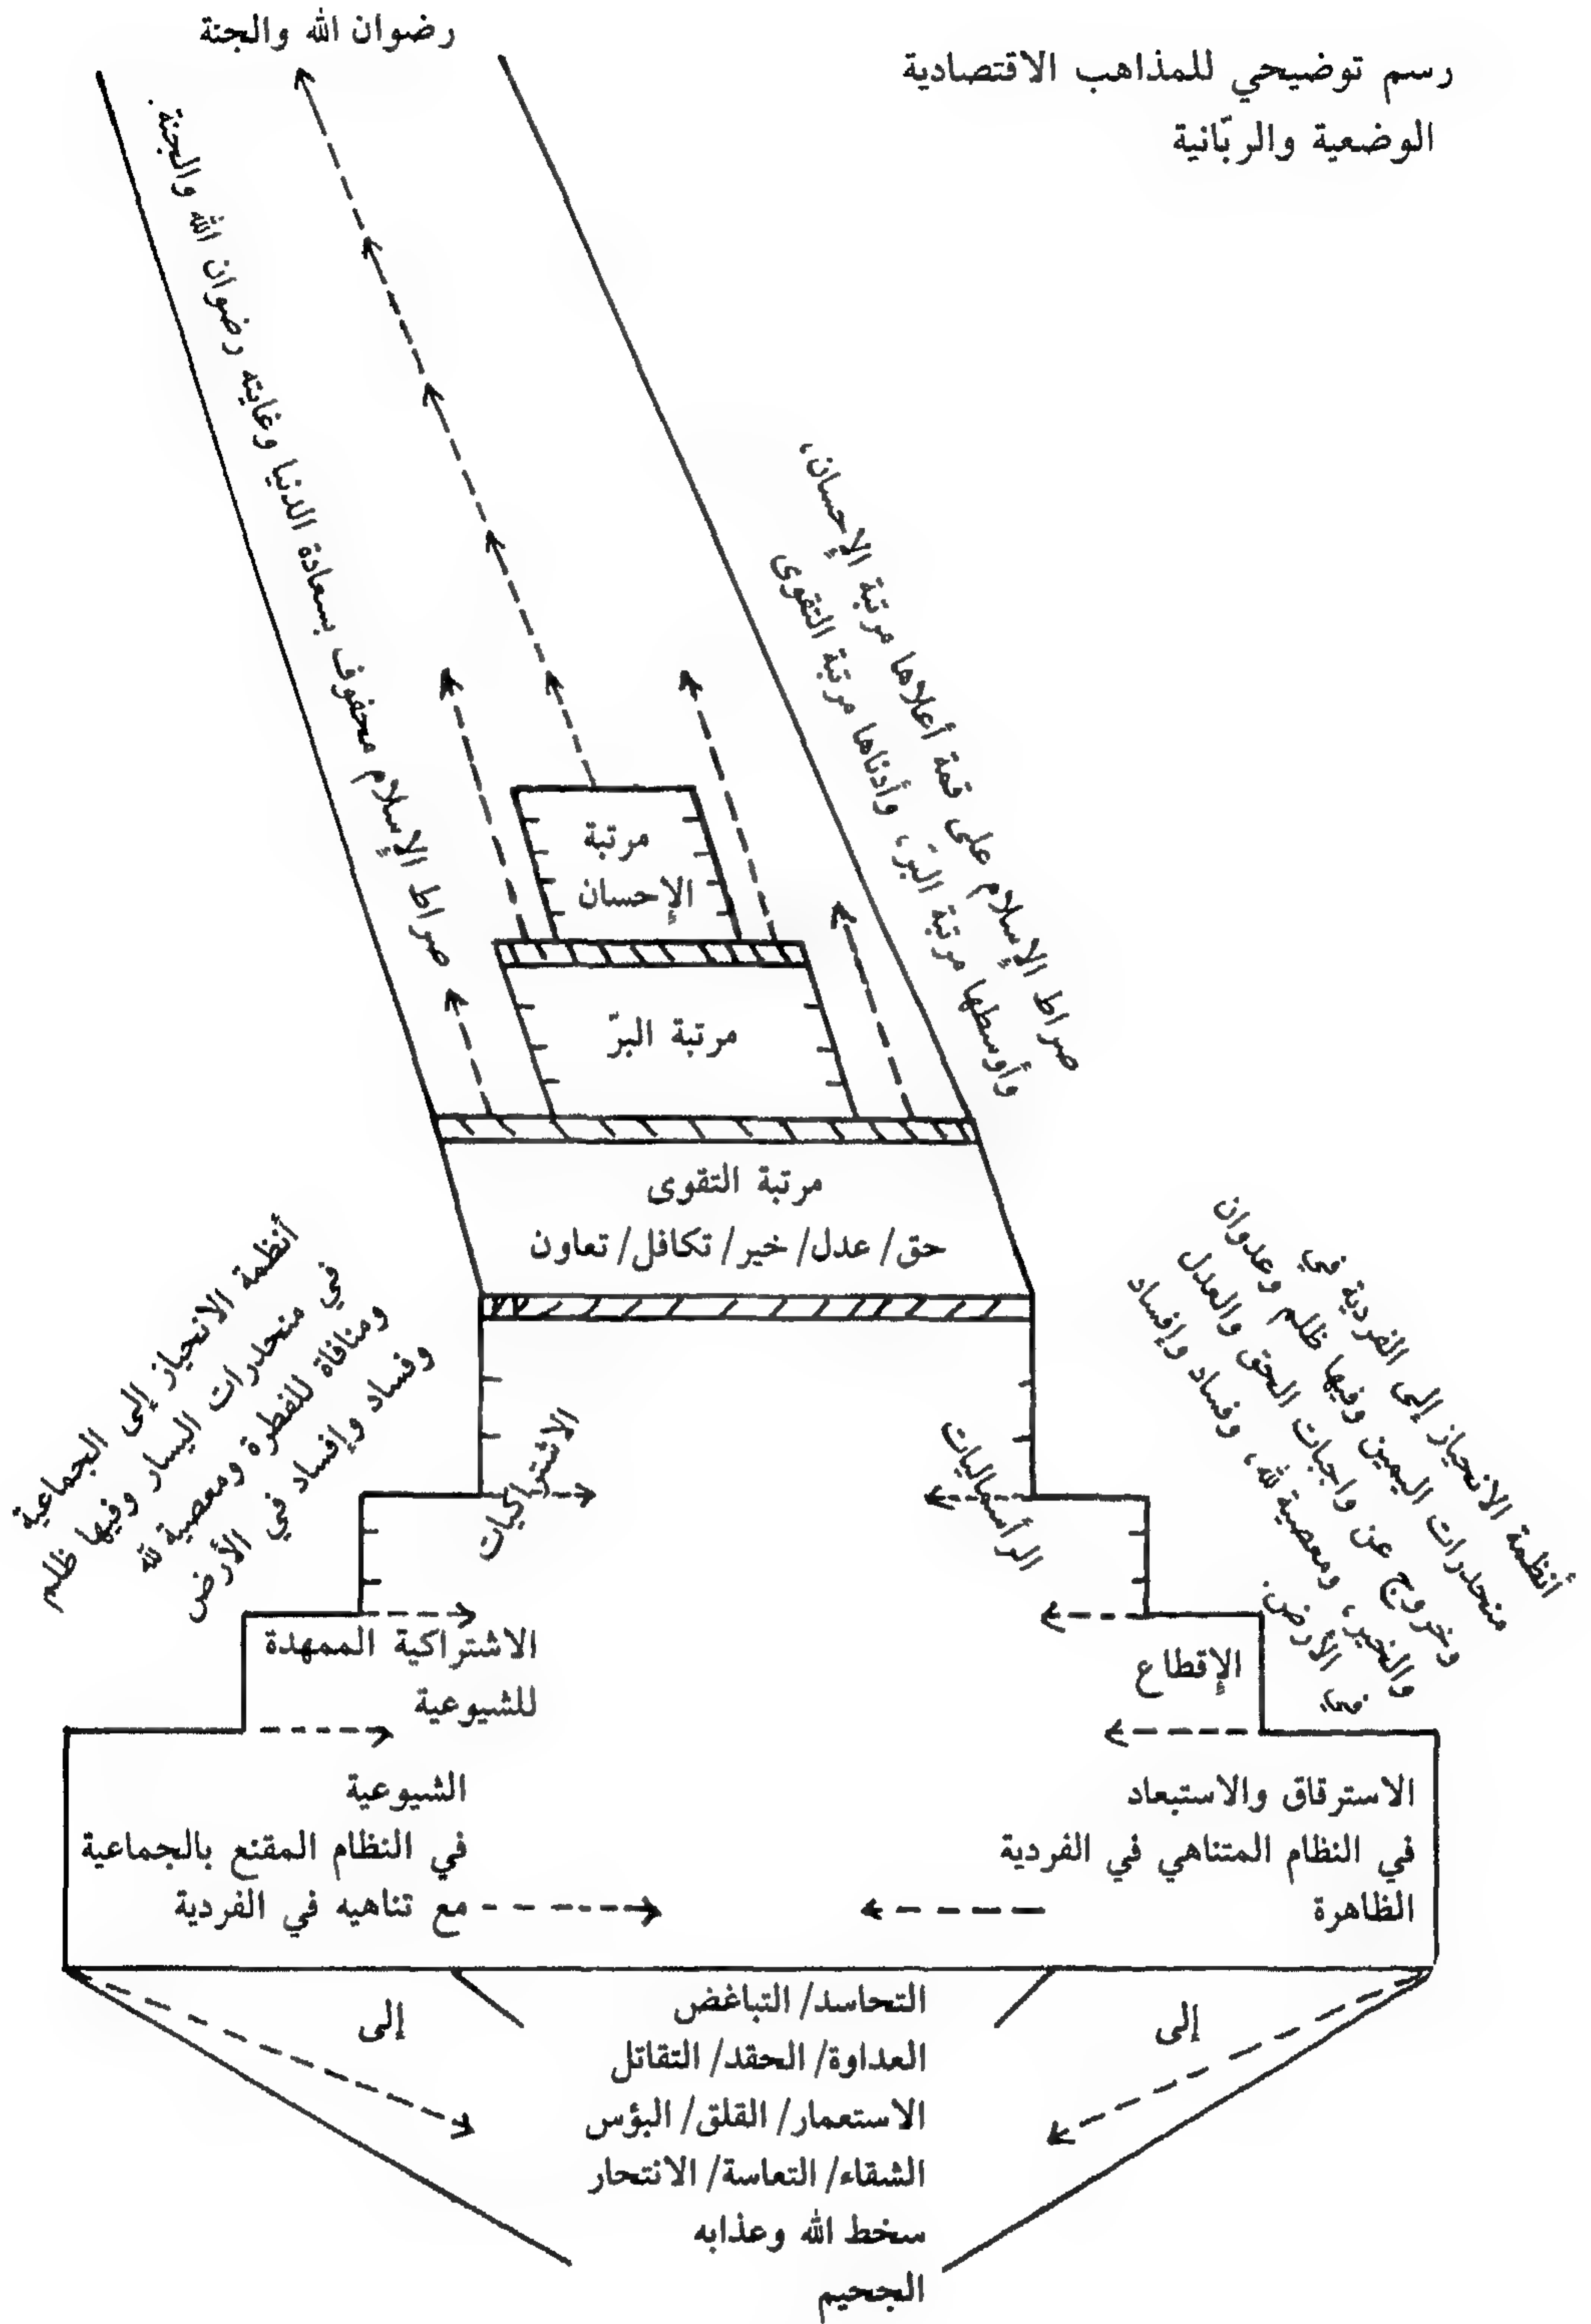 رسم توضيحي للمذاهب الاقتصادية
الوضعية والربّانية
رضوان الله والجنة
صراط الإسلام محفوف بسعادة الدنيا وغايته رضوان الله والجنة.
صراط الإسلام على قمة أعلاها مرتبة الإحسان،
وأوسطها مرتبة البرّ، وأدناها مرتبة التقوى
مرتبة
الإحسان
مرتبة البرّ
مرتبة التقوى
حق/ عدل/ خير/ تكافل/ تعاون
أنظمة الانحياز إلى الفردية في
منحدرات اليمين وفيها ظلم وعدوان
وخروج عن واجبات الحق والعدل
والخير، ومعصية لله، وفساد وإفساد
في الأرض.
أنظمة الانحياز إلى الجماعية
في منحدرات اليسار وفيها ظلم
ومنافاة للفطرة ومعصية لله
وفساد وإفساد في الأرض
الرأسماليات
الاشتراكيات
الإقطاع
الاشتراكية الممهدة
للشيوعية
الاسترقاق والاستبعاد
في النظام المتناهي في الفردية
الظاهرة
الشيوعية
في النظام المقنع بالجماعية
مع تناهيه في الفردية
إلى
إلى
التحاسد/ التباغض
العداوة/ الحقد/ التقاتل
الاستعمار/ القلق/ البؤس
الشقاء/ التعاسة/ الانتحار
سخط الله وعذابه
الجحيم